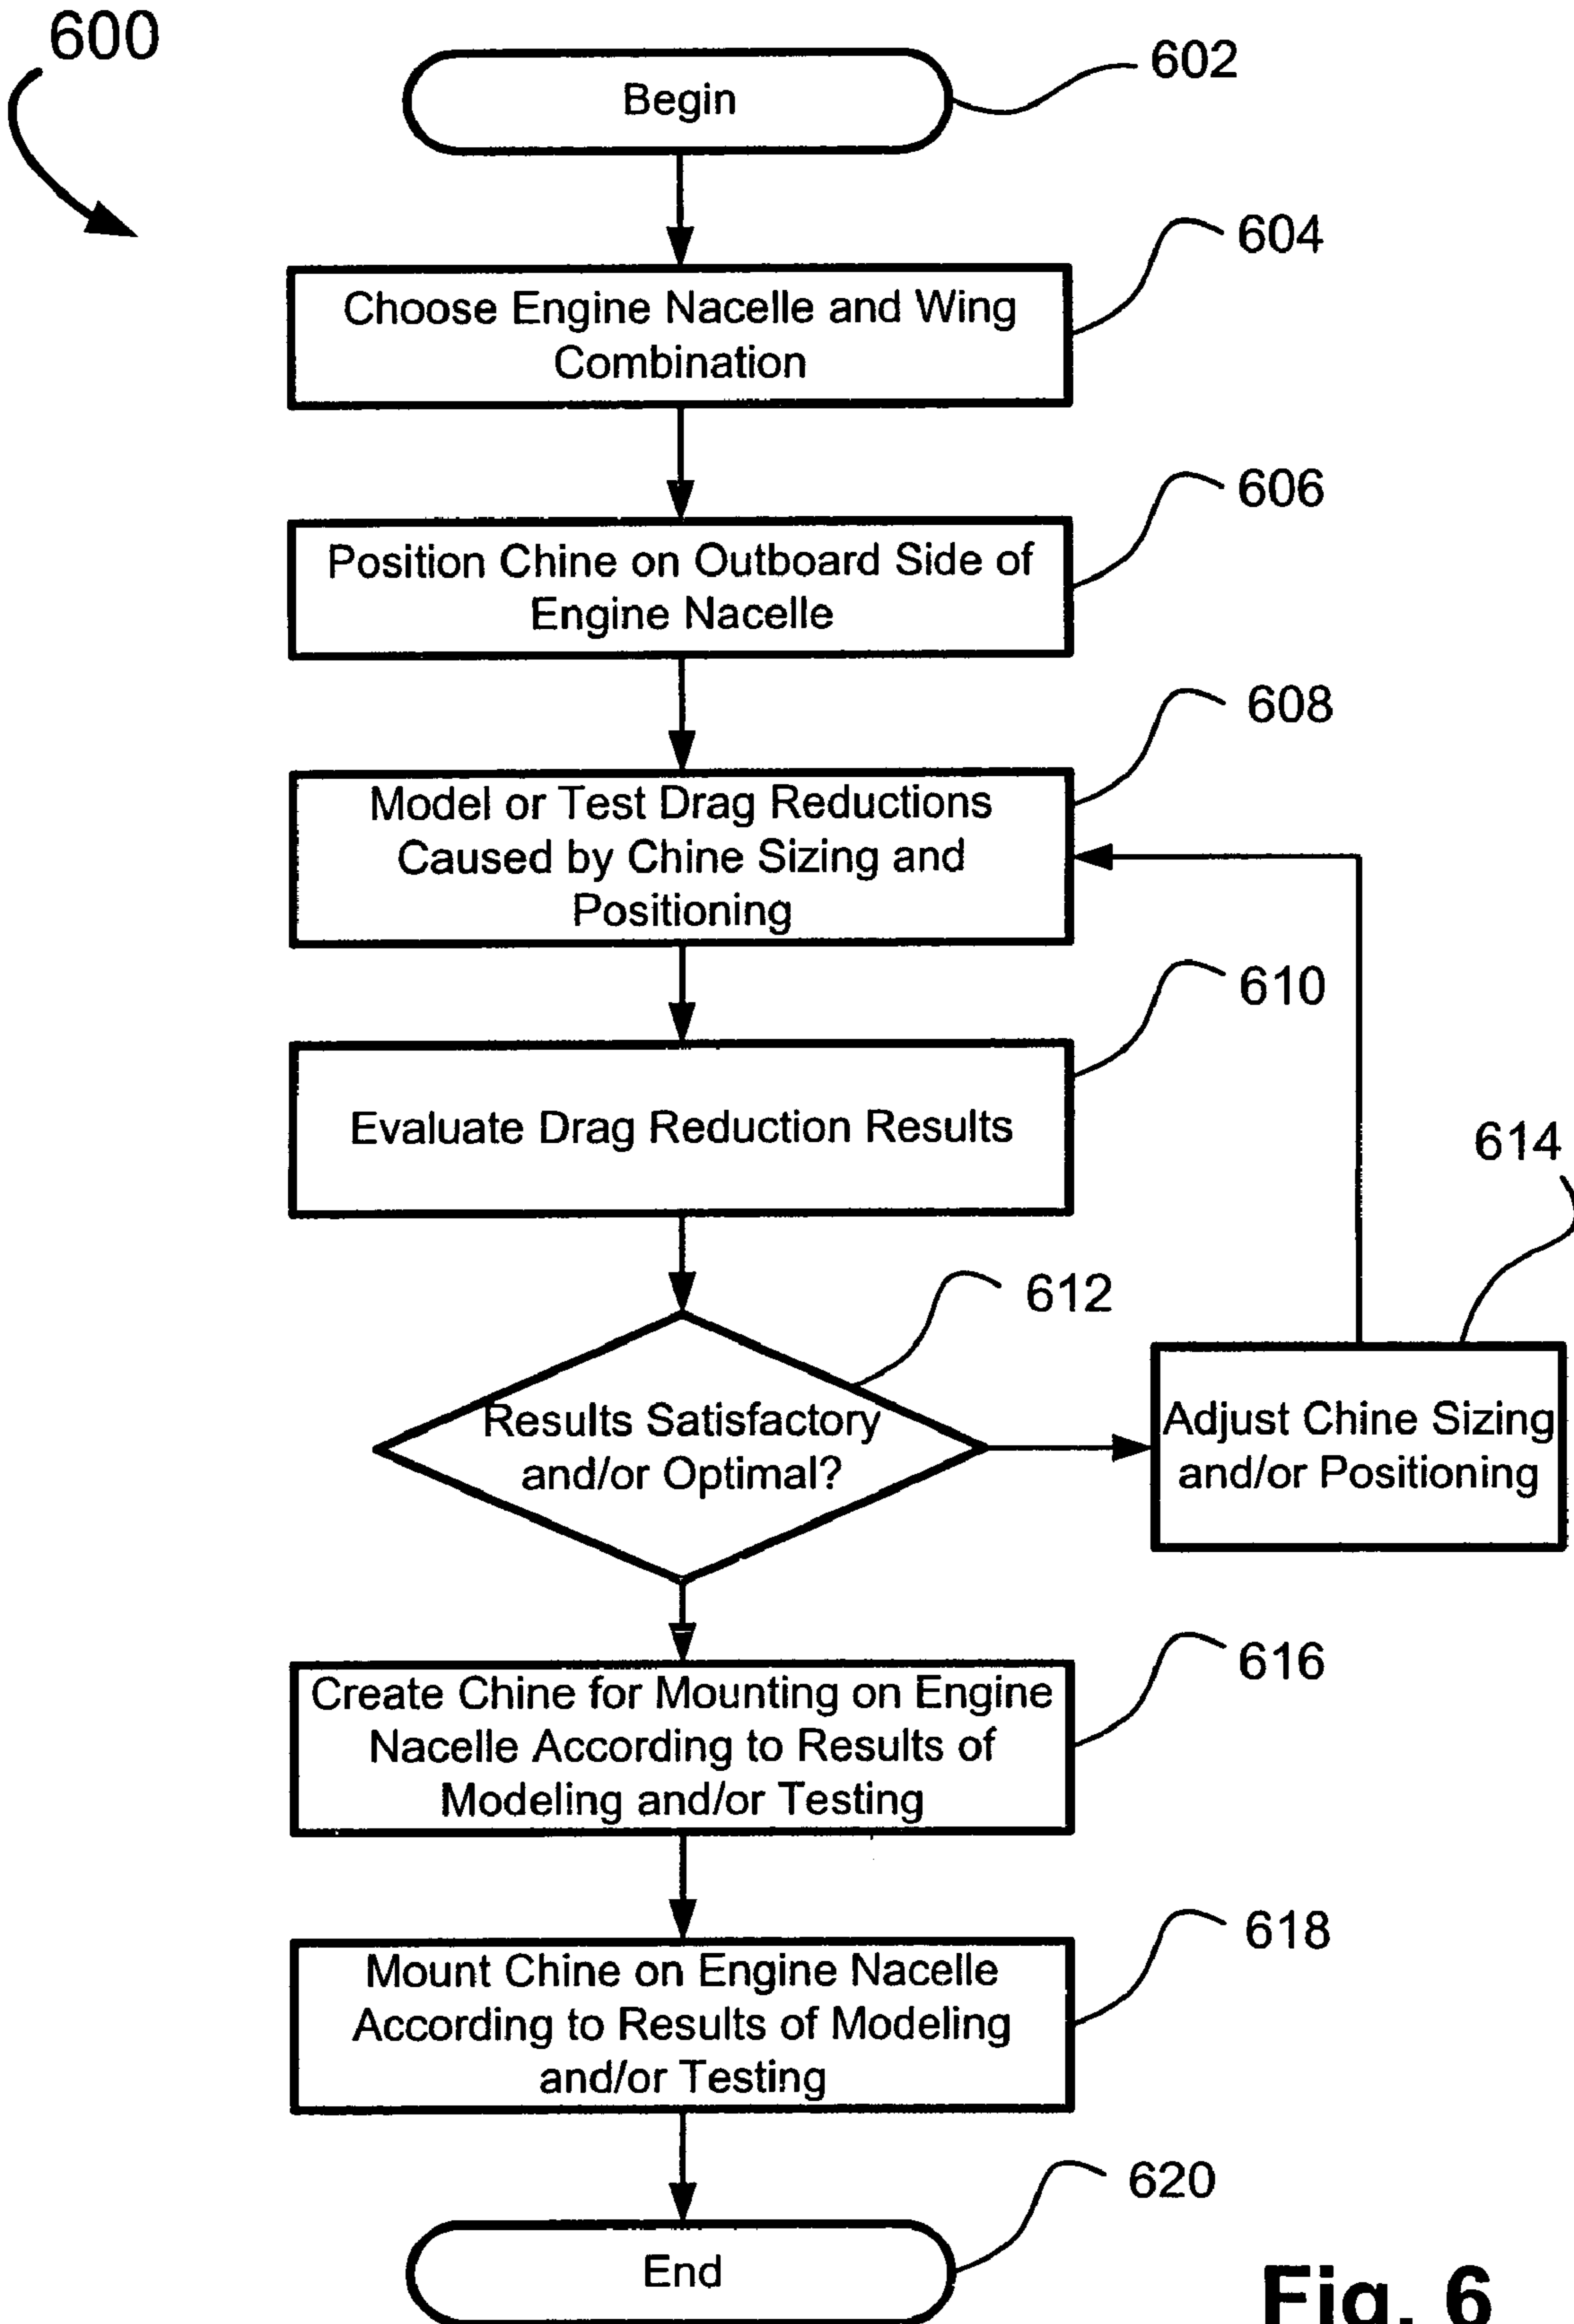 600
Begin
602
604
Choose Engine Nacelle and Wing
Combination
606
Position Chine on Outboard Side of
Engine Nacelle
608
Model or Test Drag Reductions
Caused by Chine Sizing and
Positioning
610
Evaluate Drag Reduction Results
614
612
Results Satisfactory
and/or Optimal?
Adjust Chine Sizing
and/or Positioning
616
Create Chine for Mounting on Engine
Nacelle According to Results of
Modeling and/or Testing
618
Mount Chine on Engine Nacelle
According to Results of Modeling
and/or Testing
620
End
Fig. 6